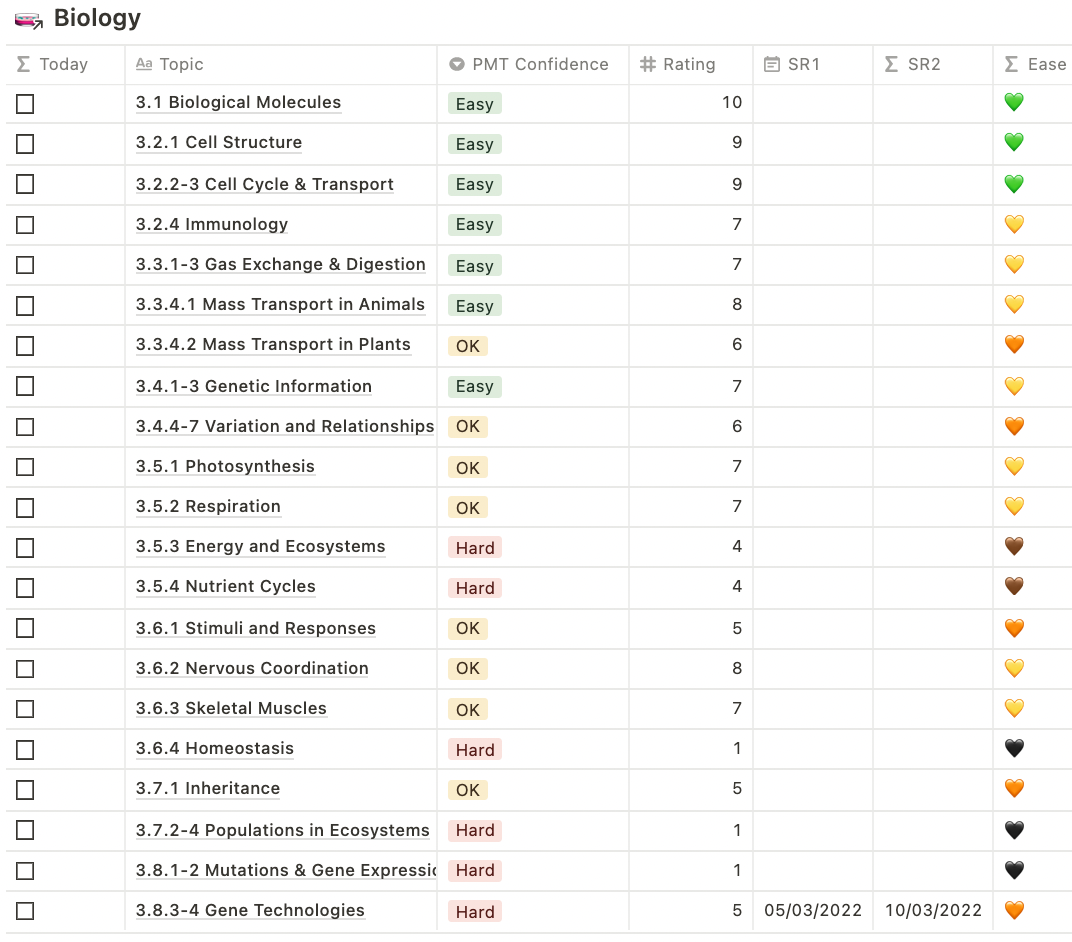 Biology
Today Topic PMT Confidence Rating SR1 SR2 Ease
3.1 Biological Molecules Easy 10
3.2.1 Cell Structure Easy 9
3.2.2-3 Cell Cycle & Transport Easy 9
3.2.4 Immunology Easy 7
3.3.1-3 Gas Exchange & Digestion Easy 7
3.3.4.1 Mass Transport in Animals Easy 8
3.3.4.2 Mass Transport in Plants OK 6
3.4.1-3 Genetic Information Easy 7
3.4.4-7 Variation and Relationships OK 6
3.5.1 Photosynthesis OK 7
3.5.2 Respiration OK 7
3.5.3 Energy and Ecosystems Hard 4
3.5.4 Nutrient Cycles Hard 4
3.6.1 Stimuli and Responses OK 5
3.6.2 Nervous Coordination OK 8
3.6.3 Skeletal Muscles OK 7
3.6.4 Homeostasis Hard 1
3.7.1 Inheritance OK 5
3.7.2-4 Populations in Ecosystems Hard 1
3.8.1-2 Mutations & Gene Expressio Hard 1
3.8.3-4 Gene Technologies Hard 5 05/03/2022 10/03/2022